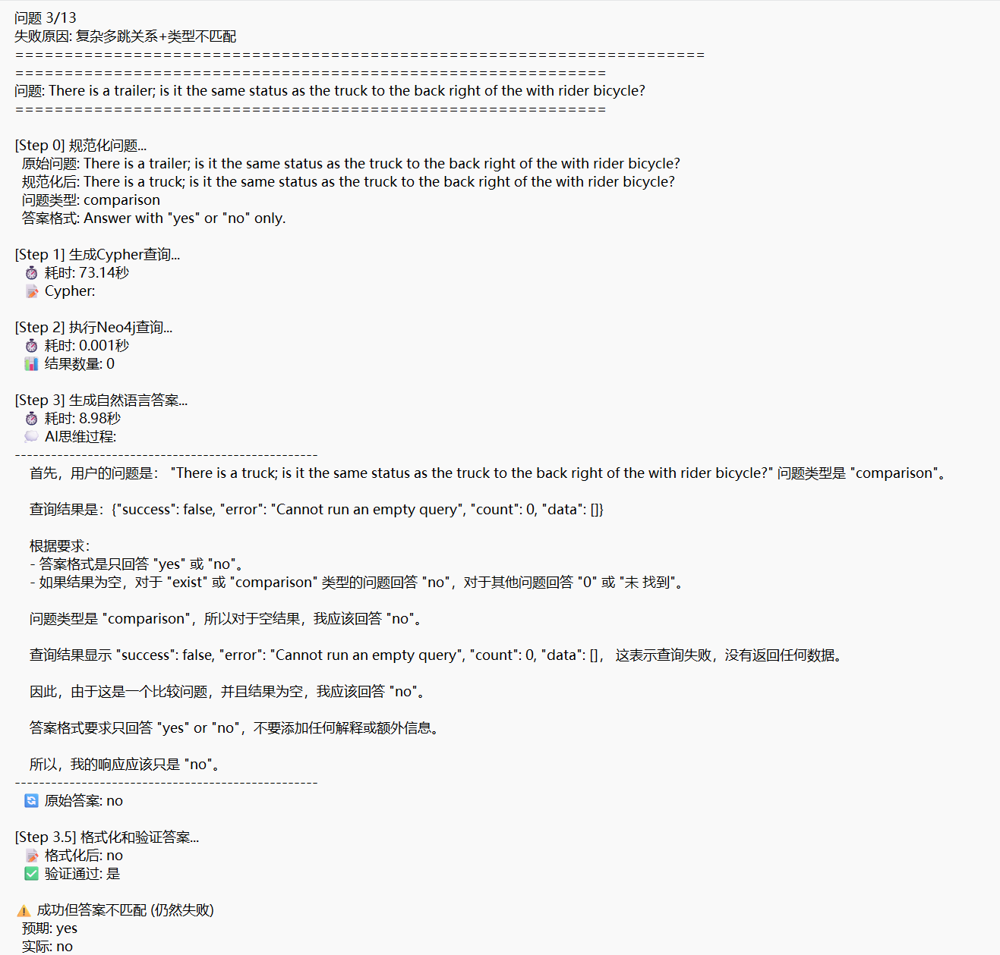 问题 3/13
失败原因: 复杂多跳关系+类型不匹配
======================================================================
============================================================
问题: There is a trailer; is it the same status as the truck to the back right of the with rider bicycle?
============================================================
[Step 0] 规范化问题...
原始问题: There is a trailer; is it the same status as the truck to the back right of the with rider bicycle?
规范化后: There is a truck; is it the same status as the truck to the back right of the with rider bicycle?
问题类型: comparison
答案格式: Answer with "yes" or "no" only.
[Step 1] 生成Cypher查询...
⏱ 耗时: 73.14秒
📝 Cypher:
[Step 2] 执行Neo4j查询...
⏱ 耗时: 0.001秒
📊 结果数量: 0
[Step 3] 生成自然语言答案...
⏱ 耗时: 8.98秒
💭 AI思维过程:
--------------------------------------------------
首先，用户的问题是： "There is a truck; is it the same status as the truck to the back right of the with rider bicycle?" 问题类型是 "comparison"。
查询结果是：{"success": false, "error": "Cannot run an empty query", "count": 0, "data": []}
根据要求：
- 答案格式是只回答 "yes" 或 "no"。
- 如果结果为空，对于 "exist" 或 "comparison" 类型的问题回答 "no"，对于其他问题回答 "0" 或 "未 找到"。
问题类型是 "comparison"，所以对于空结果，我应该回答 "no"。
查询结果显示 "success": false, "error": "Cannot run an empty query", "count": 0, "data": []， 这表示查询失败，没有返回任何数据。
因此，由于这是一个比较问题，并且结果为空，我应该回答 "no"。
答案格式要求只回答 "yes" or "no"，不要添加任何解释或额外信息。
所以，我的响应应该只是 "no"。
--------------------------------------------------
🔄 原始答案: no
[Step 3.5] 格式化和验证答案...
📝 格式化后: no
✅ 验证通过: 是
⚠ 成功但答案不匹配 (仍然失败)
预期: yes
实际: no